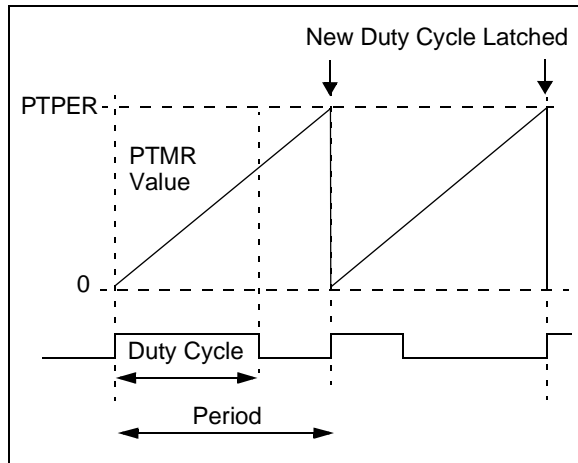 New Duty Cycle Latched
PTPER
PTMR
Value
0
Duty Cycle
Period